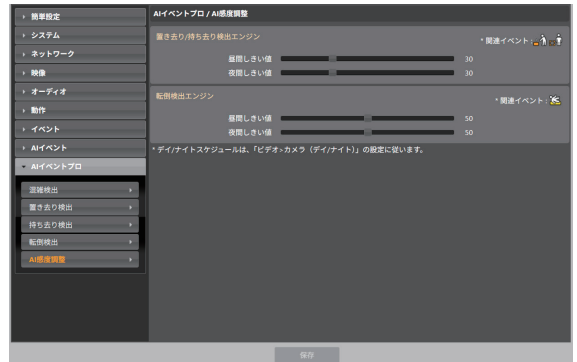 簡単設定
システム
ネットワーク
映像
オーディオ
動作
イベント
AIイベント
AIイベントプロ
混雑検出
置き去り検出
持ち去り検出
転倒検出
AI感度調整
AIイベントプロ / AI感度調整
置き去り/持ち去り検出エンジン
* 関連イベント :
昼間しきい値 30
夜間しきい値 30
転倒検出エンジン
* 関連イベント :
昼間しきい値 50
夜間しきい値 50
* デイ/ナイトスケジュールは、「ビデオ>カメラ（デイ/ナイト）」の設定に従います。
保存